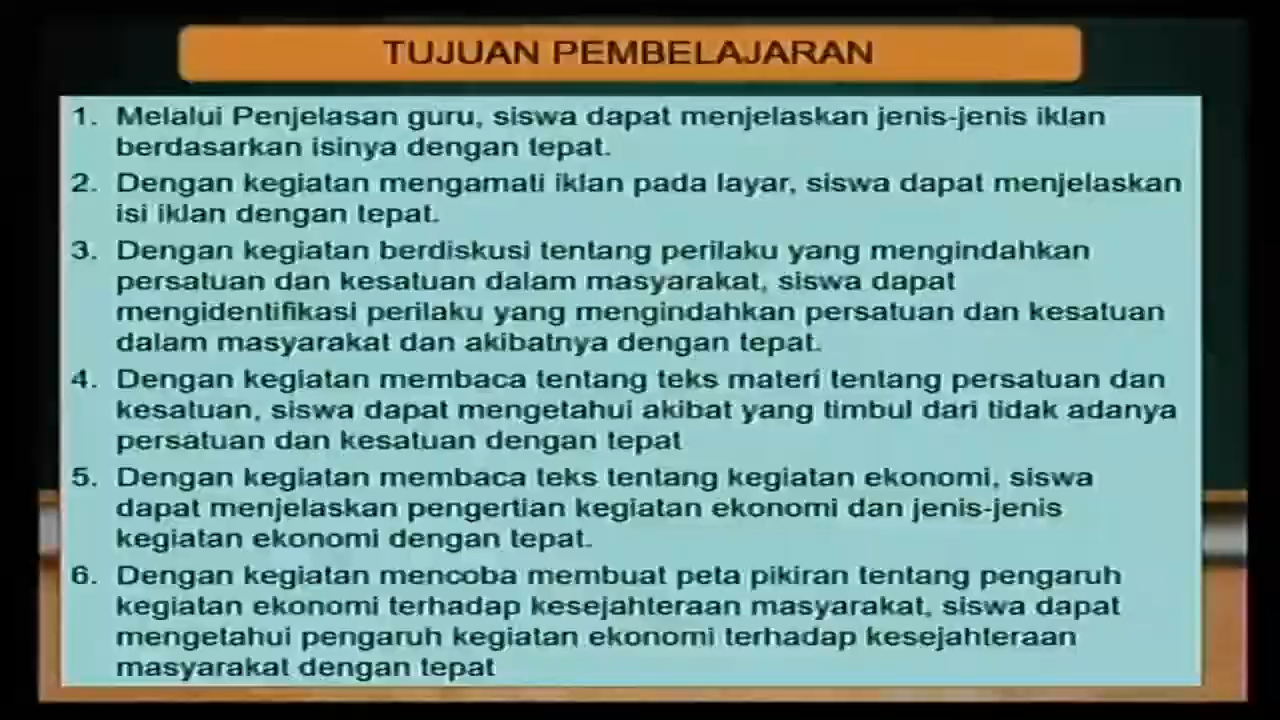 TUJUAN PEMBELAJARAN
1. Melalui Penjelasan guru, siswa dapat menjelaskan jenis-jenis iklan
berdasarkan isinya dengan tepat.
2. Dengan kegiatan mengamati iklan pada layar, siswa dapat menjelaskan
isi iklan dengan tepat.
3. Dengan kegiatan berdiskusi tentang perilaku yang mengindahkan
persatuan dan kesatuan dalam masyarakat, siswa dapat
mengidentifikasi perilaku yang mengindahkan persatuan dan kesatuan
dalam masyarakat dan akibatnya dengan tepat.
4. Dengan kegiatan membaca tentang teks materi tentang persatuan dan
kesatuan, siswa dapat mengetahui akibat yang timbul dari tidak adanya
persatuan dan kesatuan dengan tepat
5. Dengan kegiatan membaca teks tentang kegiatan ekonomi, siswa
dapat menjelaskan pengertian kegiatan ekonomi dan jenis-jenis
kegiatan ekonomi dengan tepat.
6. Dengan kegiatan mencoba membuat peta pikiran tentang pengaruh
kegiatan ekonomi terhadap kesejahteraan masyarakat, siswa dapat
mengetahui pengaruh kegiatan ekonomi terhadap kesejahteraan
masyarakat dengan tepat